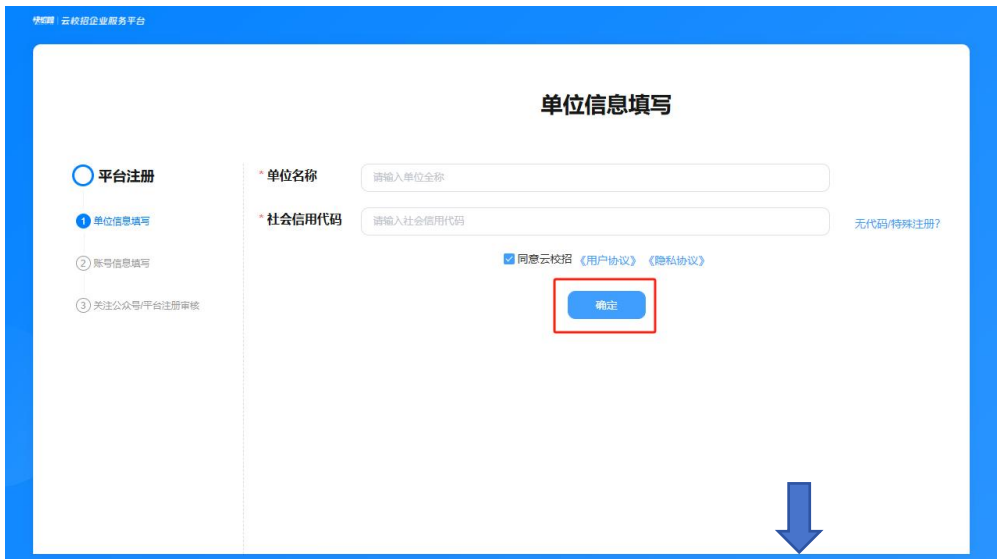 云校招企业服务平台
单位信息填写
平台注册
1 单位信息填写
2 账号信息填写
3 关注公众号/平台注册审核
* 单位名称 请输入单位全称
* 社会信用代码 请输入社会信用代码 无代码/特殊注册?
同意云校招 《用户协议》 《隐私协议》
确定